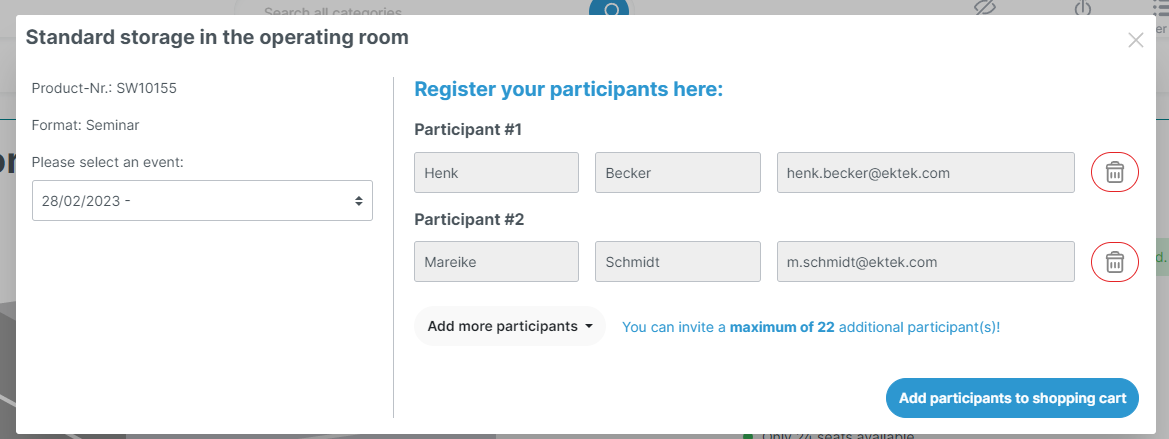 Search all categories
er
Standard storage in the operating room
Product-Nr.: SW10155
Format: Seminar
Please select an event:
28/02/2023 -
Register your participants here:
Participant #1
Henk Becker henk.becker@ektek.com
Participant #2
Mareike Schmidt m.schmidt@ektek.com
Add more participants You can invite a maximum of 22 additional participant(s)!
Add participants to shopping cart
d.
Only 24 seats available